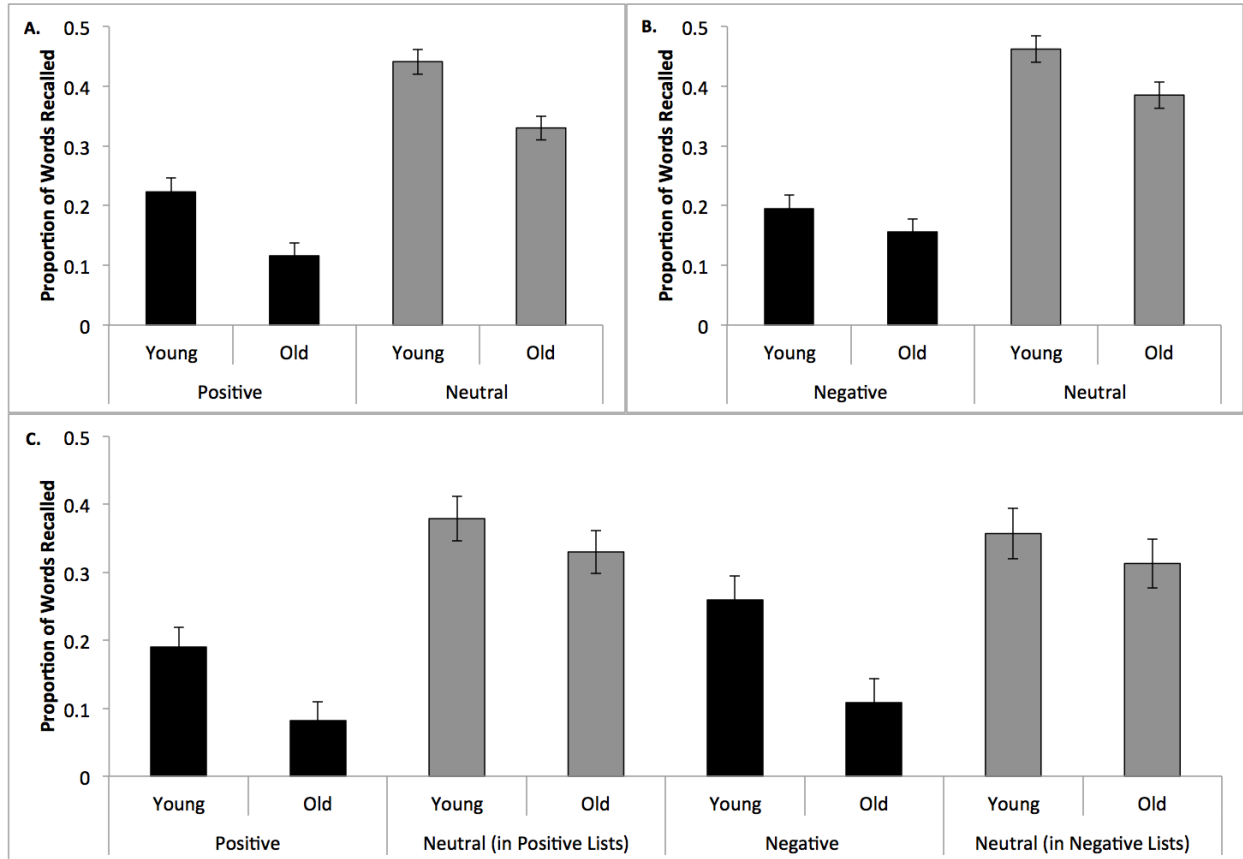 A.
Proportion of Words Recalled
0.5
0.4
0.3
0.2
0.1
0
Young Old Young Old
Positive Neutral
B.
Proportion of Words Recalled
0.5
0.4
0.3
0.2
0.1
0
Young Old Young Old
Negative Neutral
C.
Proportion of Words Recalled
0.5
0.4
0.3
0.2
0.1
0
Young Old Young Old Young Old Young Old
Positive Neutral (in Positive Lists) Negative Neutral (in Negative Lists)